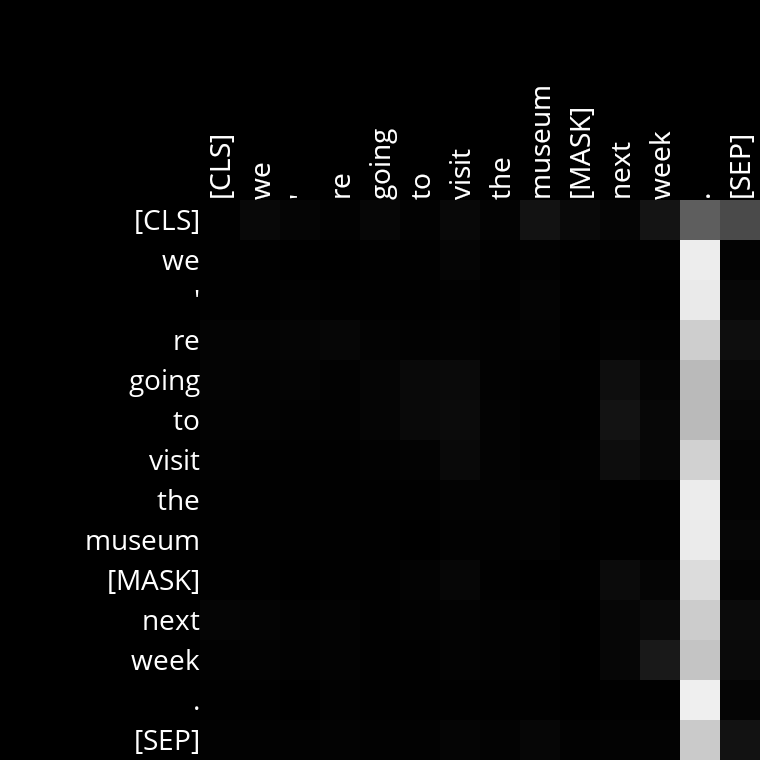 [CLS] we ' re going to visit the museum [MASK] next week . [SEP]
[CLS]
we
'
re
going
to
visit
the
museum
[MASK]
next
week
.
[SEP]